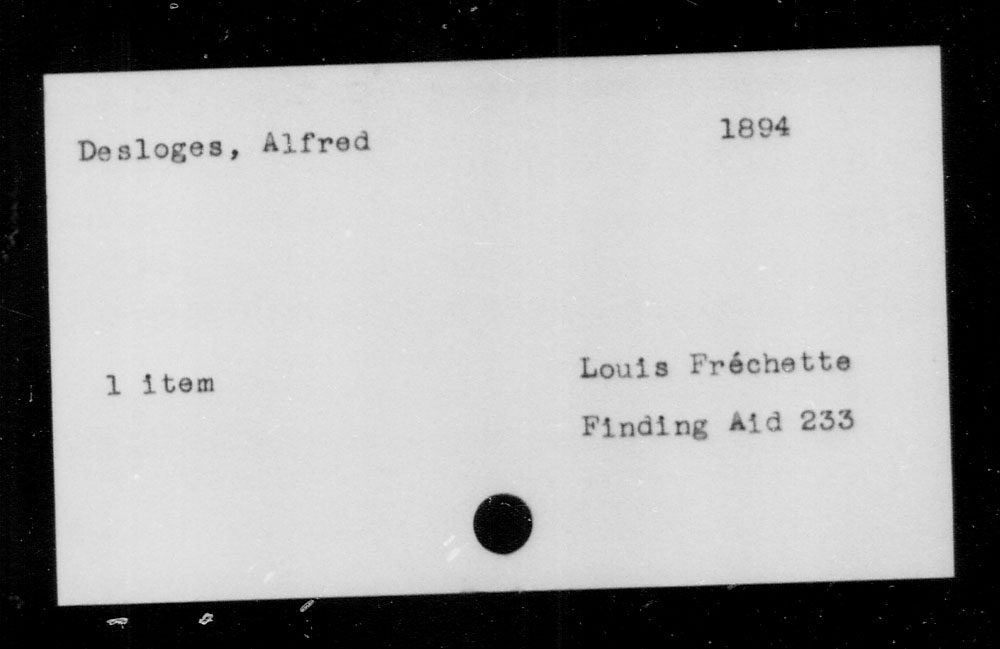 Desloges, Alfred 1894
1 item
Louis Fréchette
Finding Aid 233